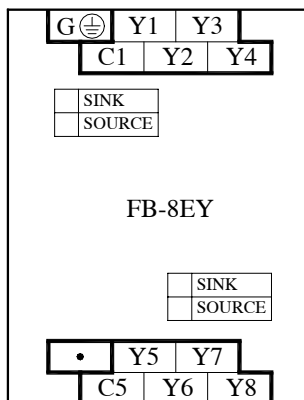 G Y1 Y3
C1 Y2 Y4
SINK
SOURCE
FB-8EY
SINK
SOURCE
• Y5 Y7
C5 Y6 Y8